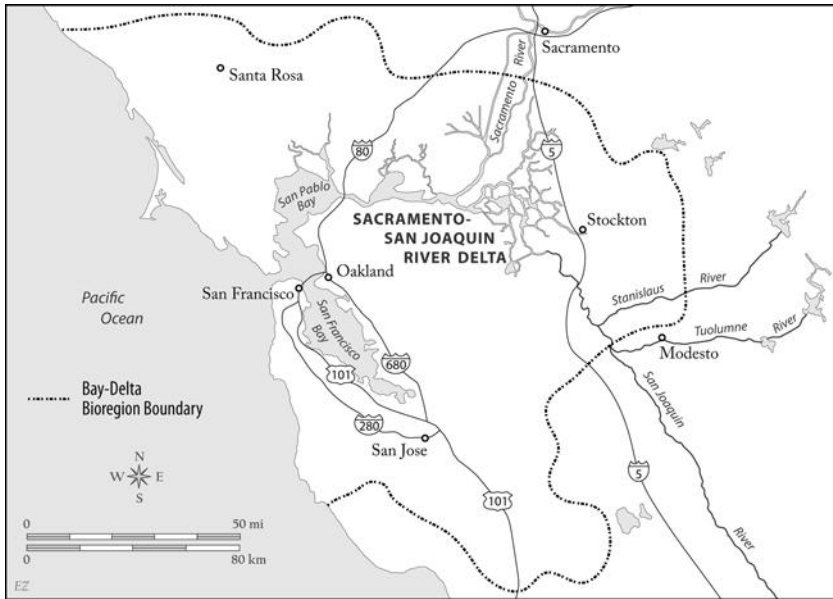 Sacramento
Santa Rosa
Sacramento River
80
5
San Pablo
Bay
SACRAMENTO-
SAN JOAQUIN
RIVER DELTA
Stockton
Oakland
San Francisco
Stanislaus River
Pacific
Ocean
San Francisco
Bay
Tuolumne River
Modesto
680
101
San Joaquin River
Bay-Delta
Bioregion Boundary
280
San Jose
N
W E
S
5
101
0 50 mi
0 80 km
EZ